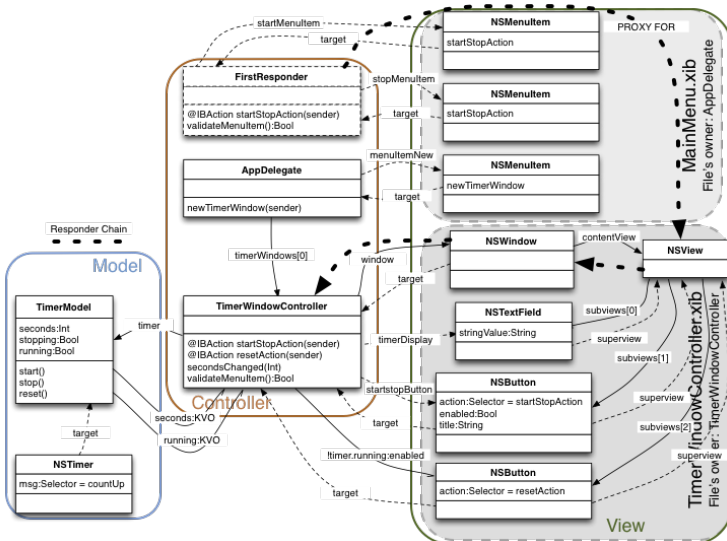 startMenuItem
target
NSMenuItem
startStopAction
PROXY FOR
FirstResponder
@IBAction startStopAction(sender)
validateMenuItem():Bool
stopMenuItem
target
NSMenuItem
startStopAction
MainMenu.xib
File's owner: AppDelegate
AppDelegate
newTimerWindow(sender)
menuItemNew
target
NSMenuItem
newTimerWindow
Responder Chain
timerWindows[0]
window
target
NSWindow
contentView
NSView
Model
TimerModel
seconds:Int
stopping:Bool
running:Bool
start()
stop()
reset()
timer
TimerWindowController
@IBAction startStopAction(sender)
@IBAction resetAction(sender)
secondsChanged(Int)
validateMenuItem():Bool
timerDisplay
NSTextField
stringValue:String
subviews[0]
superview
subviews[1]
startstopButton
target
NSButton
action:Selector = startStopAction
enabled:Bool
title:String
superview
subviews[2]
superview
TimerWindowController.xib
File's owner: TimerWindowController
Controller
seconds:KVO
running:KVO
target
NSTimer
msg:Selector = countUp
!timer.running:enabled
target
NSButton
action:Selector = resetAction
View